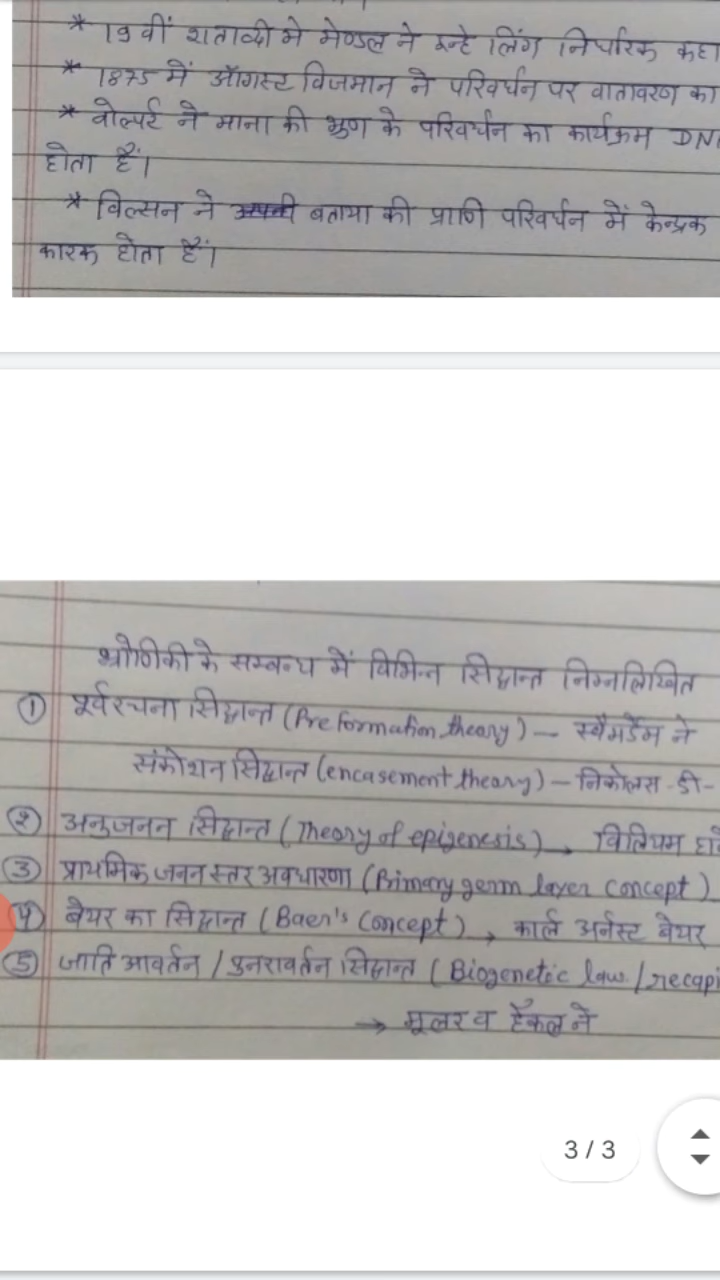 * 19 वीं शताब्दी मे मेण्डल ने इन्हे लिंग निर्धारक कहा
* 1875 में ऑगस्ट विजमान ने परिवर्धन पर वातावरण का
* वोल्पर्ट ने माना की भ्रुण के परिवर्धन का कार्यक्रम DN
होता हैं।
* विल्सन ने अपनी बताया की प्राणि परिवर्धन में केन्द्रक
कारक होता हैं।
भ्रोणिकी के सम्बन्ध में विभिन्न सिद्वान्त निम्नलिखित
① पूर्वरचना सिद्वान्त (Preformation theory) — स्वैमर्डेम ने
संकोशन सिद्वान्त (encasement theory) — निकोलस -डी-
② अनुजनन सिद्वान्त (Theory of epigenesis) → विलियम
③ प्राथमिक जनन स्तर अवधारणा (Primary germ layer concept)
④ बेयर का सिद्वान्त (Baer's Concept) → कार्ल अर्नेस्ट बेयर
⑤ जाति आवर्तन / पुनरावर्तन सिद्वान्त (Biogenetic law /recapi
→ मूलर व हैकल ने
3 / 3